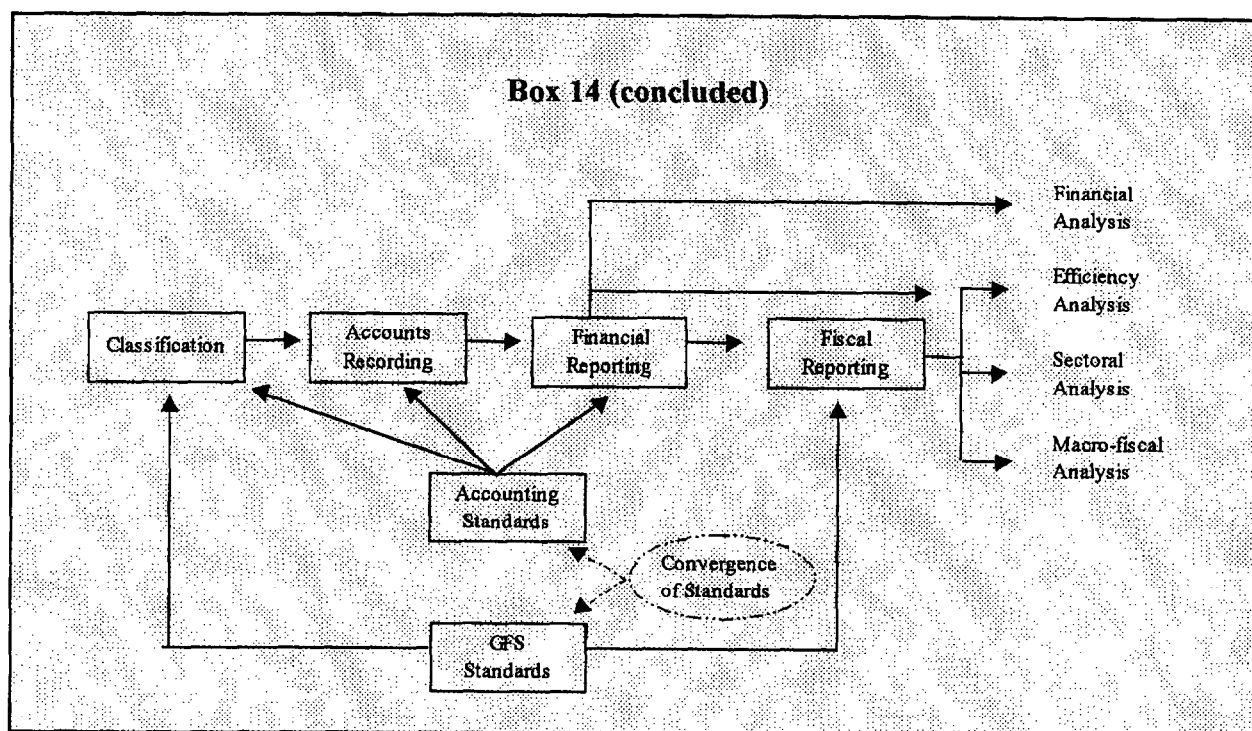 Box 14 (concluded)
Financial
Analysis
Efficiency
Analysis
Classification
Accounts
Recording
Financial
Reporting
Fiscal
Reporting
Sectoral
Analysis
Macro-fiscal
Analysis
Accounting
Standards
Convergence
of Standards
GFS
Standards